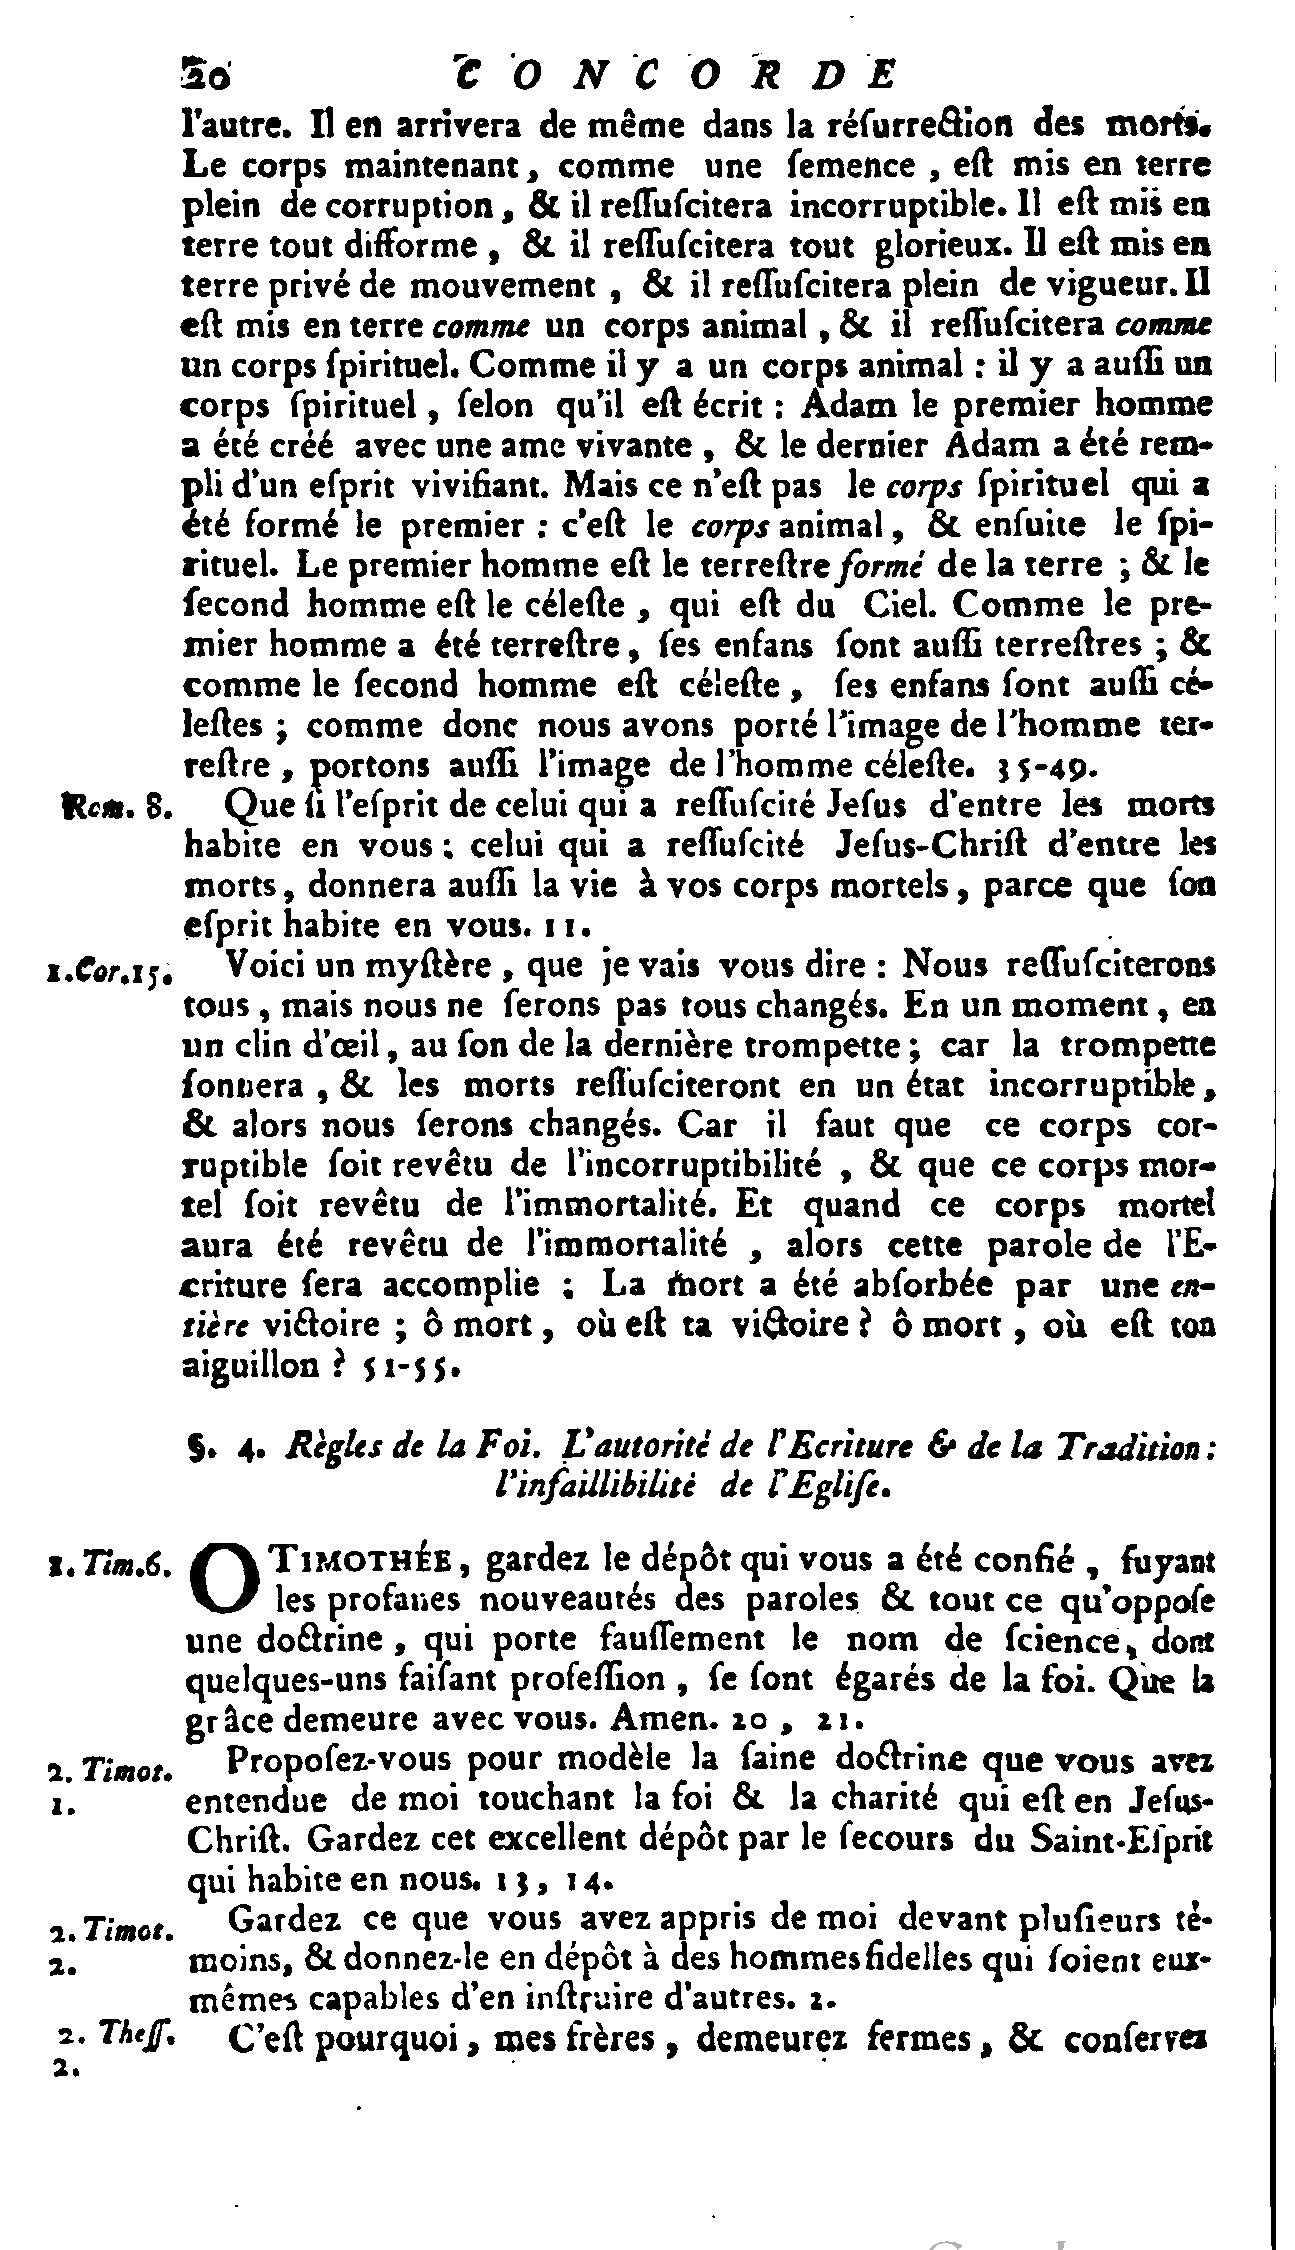 20 CONCORDE
l'autre. Il en arrivera de même dans la réſurrection des morts.
Le corps maintenant, comme une ſemence, eſt mis en terre
plein de corruption, & il reſſuſcitera incorruptible. Il eſt mis en
terre tout difforme, & il reſſuſcitera tout glorieux. Il eſt mis en
terre privé de mouvement, & il reſſuſcitera plein de vigueur. Il
eſt mis en terre comme un corps animal, & il reſſuſcitera comme
un corps ſpirituel. Comme il y a un corps animal : il y a auſſi un
corps ſpirituel, ſelon qu'il eſt écrit : Adam le premier homme
a été créé avec une ame vivante, & le dernier Adam a été rem-
pli d'un eſprit vivifiant. Mais ce n'eſt pas le corps ſpirituel qui a
été formé le premier : c'eſt le corps animal, & enſuite le ſpi-
rituel. Le premier homme eſt le terreſtre formé de la terre ; & le
ſecond homme eſt le céleſte, qui eſt du Ciel. Comme le pre-
mier homme a été terreſtre, ſes enfans ſont auſſi terreſtres ; &
comme le ſecond homme eſt céleſte, ſes enfans ſont auſſi cé-
leſtes ; comme donc nous avons porté l'image de l'homme ter-
reſtre, portons auſſi l'image de l'homme céleſte. 35-49.
Rom. 8. Que ſi l'eſprit de celui qui a reſſuſcité Jeſus d'entre les morts
habite en vous ; celui qui a reſſuſcité Jeſus-Chriſt d'entre les
morts, donnera auſſi la vie à vos corps mortels, parce que ſon
eſprit habite en vous. 11.
1.Cor.15. Voici un myſtère, que je vais vous dire : Nous reſſuſciterons
tous, mais nous ne ſerons pas tous changés. En un moment, en
un clin d'œil, au ſon de la dernière trompette ; car la trompette
ſonnera, & les morts reſſuſciteront en un état incorruptible,
& alors nous ſerons changés. Car il faut que ce corps cor-
ruptible ſoit revêtu de l'incorruptibilité, & que ce corps mor-
tel ſoit revêtu de l'immortalité. Et quand ce corps mortel
aura été revêtu de l'immortalité, alors cette parole de l'E-
criture ſera accomplie ; La mort a été abſorbée par une en-
tière victoire ; ô mort, où eſt ta victoire ? ô mort, où eſt ton
aiguillon ? 51-55.
§. 4. Règles de la Foi. L'autorité de l'Ecriture & de la Tradition :
l'infaillibilité de l'Egliſe.
1. Tim.6. O TIMOTHÉE, gardez le dépôt qui vous a été confié, fuyant
les profanes nouveautés des paroles & tout ce qu'oppoſe
une doctrine, qui porte fauſſement le nom de ſcience, dont
quelques-uns faiſant profeſſion, ſe ſont égarés de la foi. Que la
grâce demeure avec vous. Amen. 20, 21.
2. Timot. Propoſez-vous pour modèle la ſaine doctrine que vous avez
1. entendue de moi touchant la foi & la charité qui eſt en Jeſus-
Chriſt. Gardez cet excellent dépôt par le ſecours du Saint-Eſprit
qui habite en nous. 13, 14.
2. Timot. Gardez ce que vous avez appris de moi devant pluſieurs té-
2. moins, & donnez-le en dépôt à des hommes fidelles qui ſoient eux-
mêmes capables d'en inſtruire d'autres. 2.
2. Theſſ. C'eſt pourquoi, mes frères, demeurez fermes, & conſervez
2.